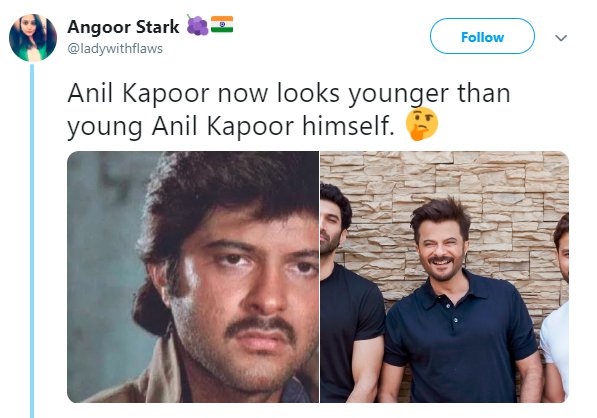 Angoor Stark 🍇🇮🇳
@ladywithflaws
Follow
Anil Kapoor now looks younger than
young Anil Kapoor himself. 🤔